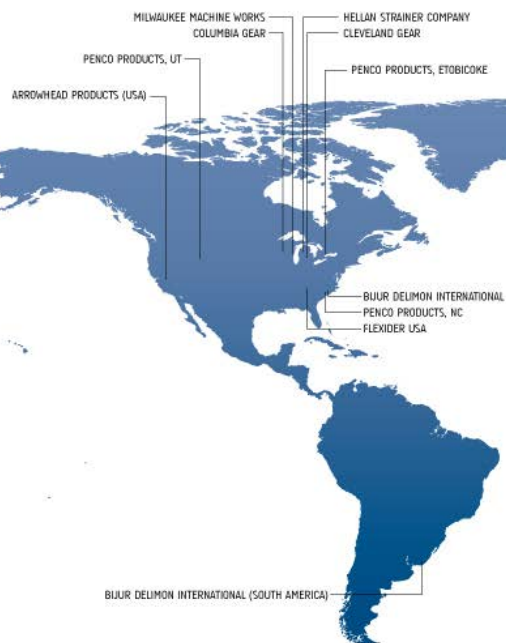 MILWAUKEE MACHINE WORKS
HELLAN STRAINER COMPANY
COLUMBIA GEAR
CLEVELAND GEAR
PENCO PRODUCTS, UT
PENCO PRODUCTS, ETOBICOKE
ARROWHEAD PRODUCTS (USA)
BIJUR DELIMON INTERNATIONAL
PENCO PRODUCTS, NC
FLEXIDER USA
BIJUR DELIMON INTERNATIONAL (SOUTH AMERICA)